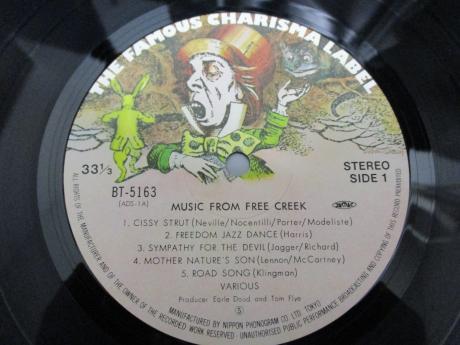 THE FAMOUS CHARISMA LABEL
33 1/3
BT-5163
(ADS-1A)
STEREO
SIDE 1
MUSIC FROM FREE CREEK
1. CISSY STRUT (Neville/Nocentilli/Porter/Modeliste)
2. FREEDOM JAZZ DANCE (Harris)
3. SYMPATHY FOR THE DEVIL (Jagger/Richard)
4. MOTHER NATURE'S SON (Lennon/McCartney)
5. ROAD SONG (Klingman)
VARIOUS
Producer Earle Doud and Tom Flye
Ⓢ
ALL RIGHTS OF THE MANUFACTURER AND OF THE OWNER OF THE RECORDED WORK RESERVED · MANUFACTURED BY NIPPON PHONOGRAM CO. LTD. TOKYO · UNAUTHORISED PUBLIC PERFORMANCE BROADCASTING AND COPYING OF THIS RECORD PROHIBITED